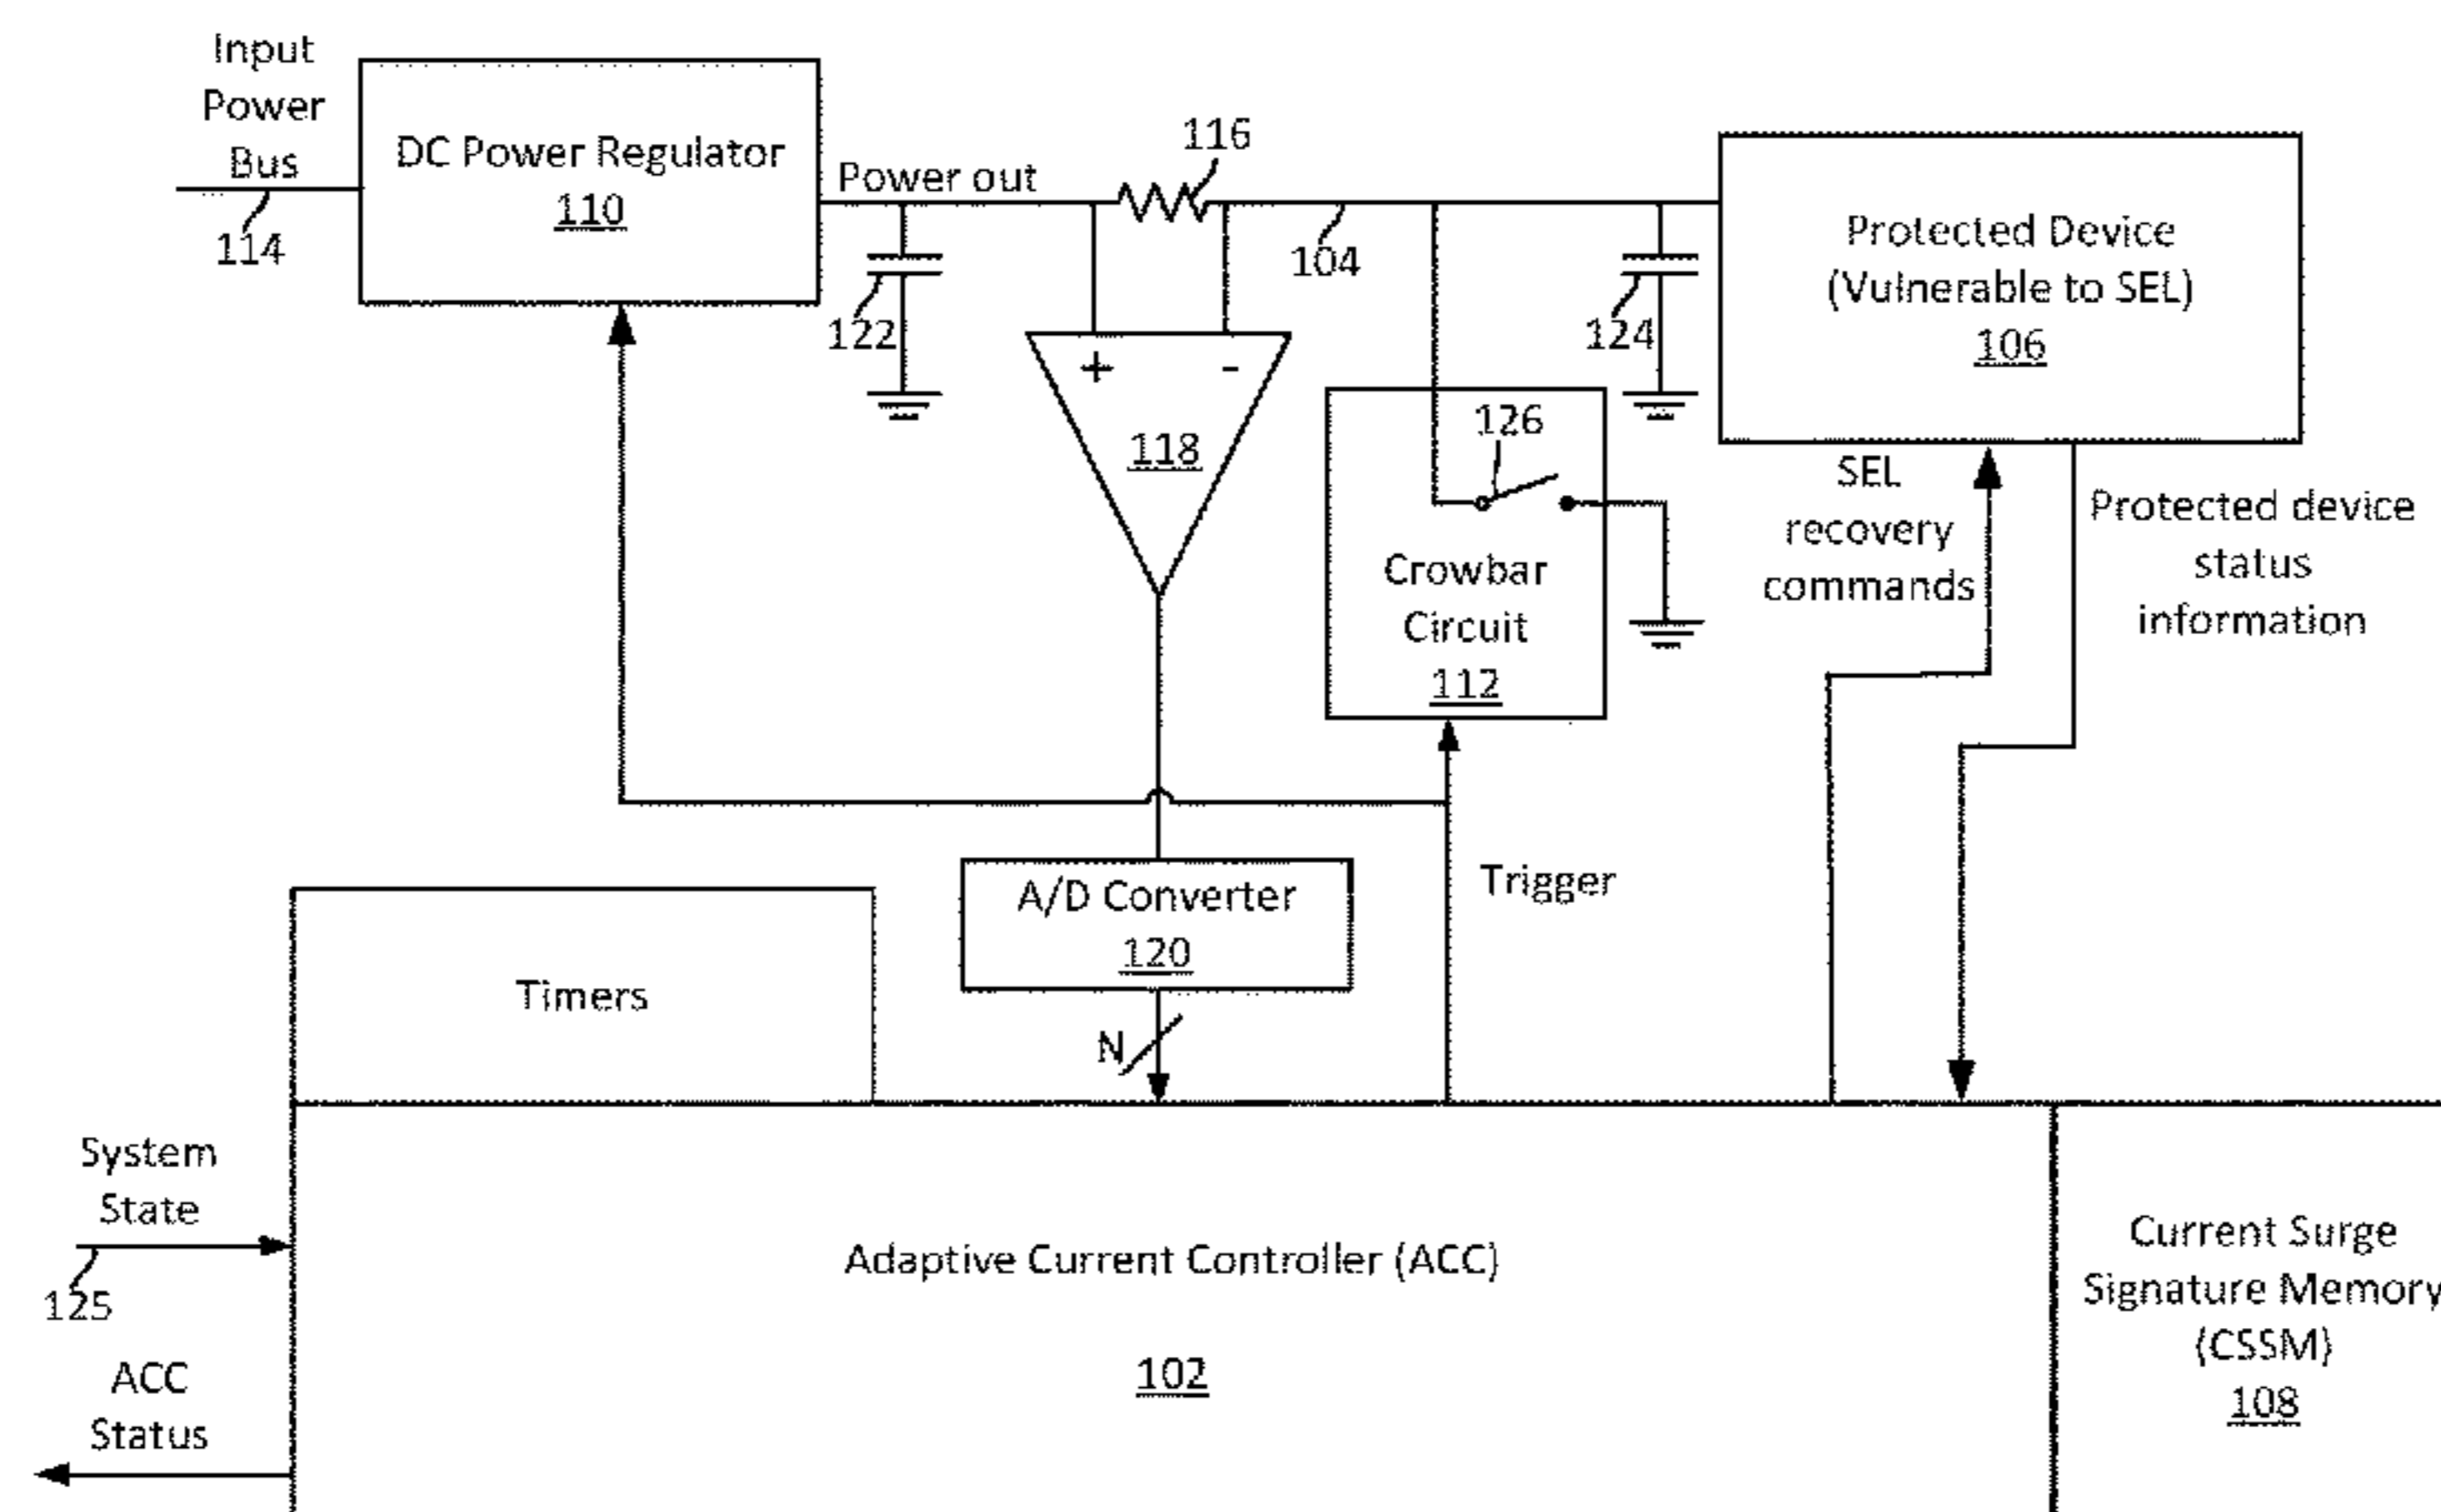 Input
Power
Bus
114
DC Power Regulator
110
Power out
116
104
122
+ -
118
124
Protected Device
(Vulnerable to SEL)
106
126
Crowbar
Circuit
112
SEL
recovery
commands
Protected device
status
information
Trigger
A/D Converter
120
N
Timers
System
State
125
ACC
Status
Adaptive Current Controller (ACC)
102
Current Surge
Signature Memory
(CSSM)
108